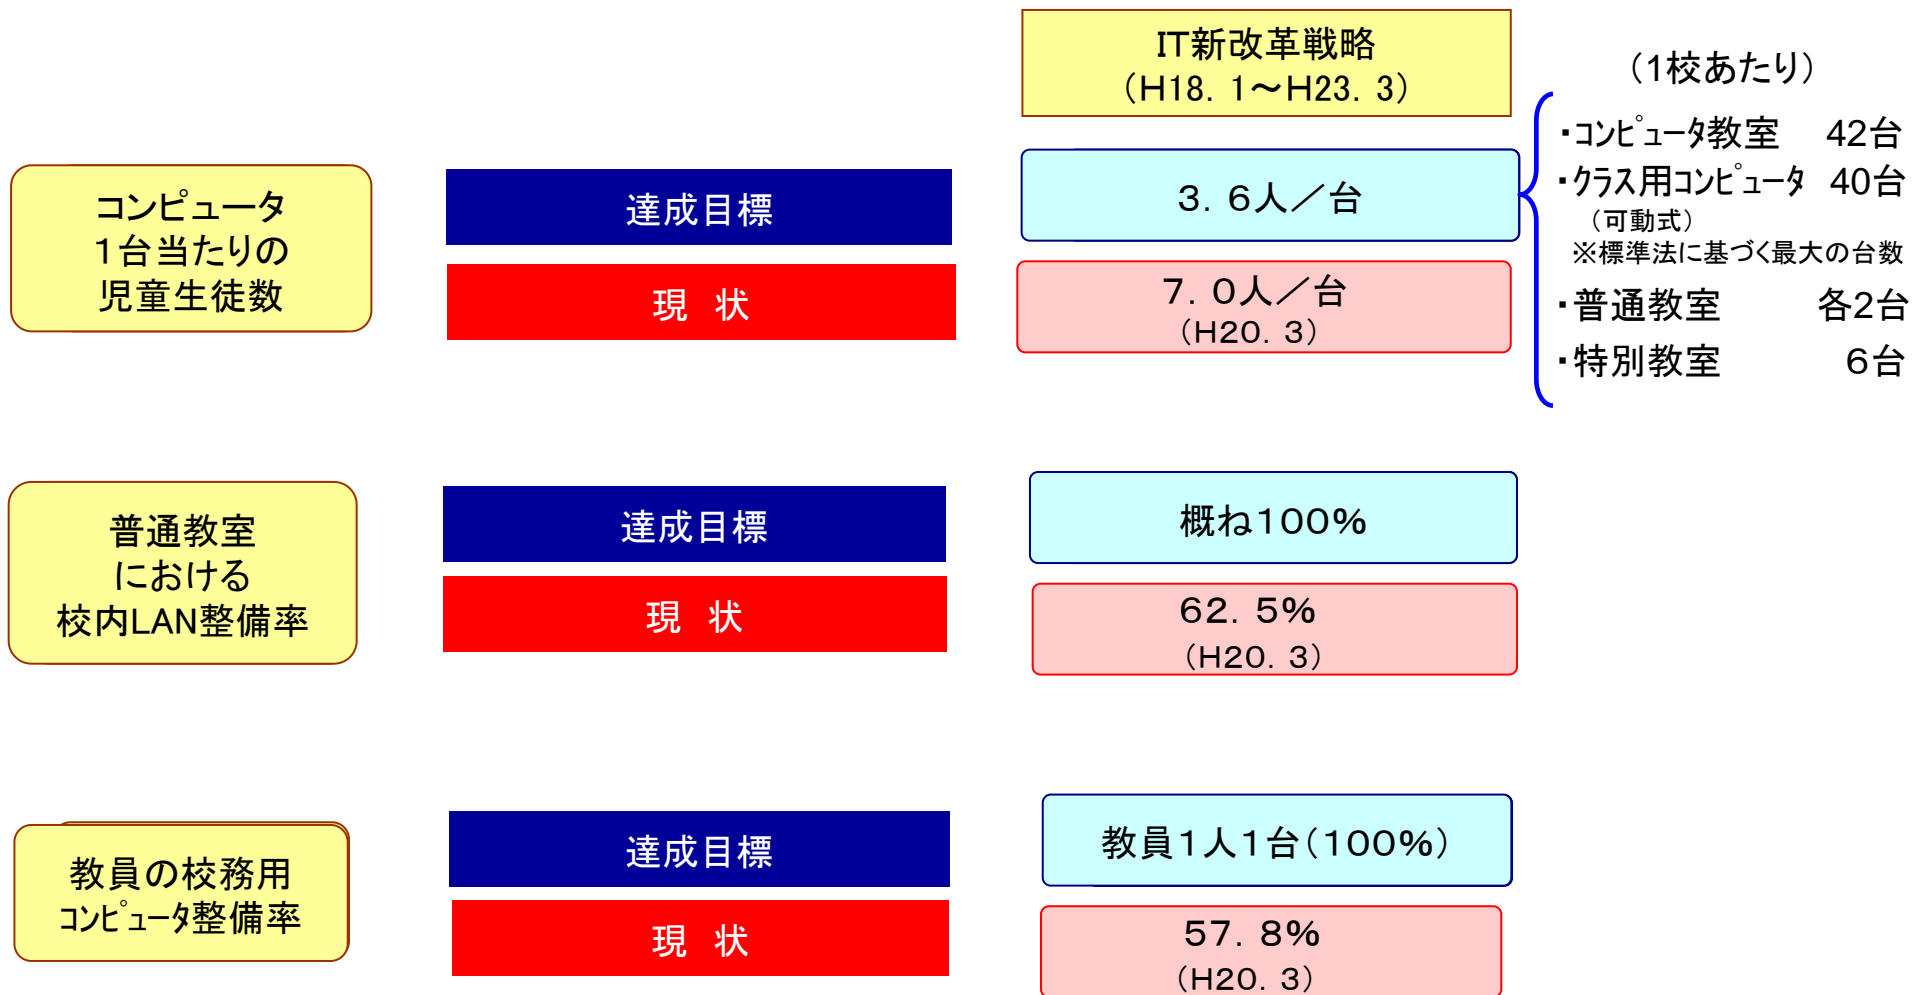 IT新改革戦略
(H18.1～H23.3)
(1校あたり)
コンピュータ
1台当たりの
児童生徒数
達成目標
3.6人／台
現 状
7.0人／台
(H20.3)
・コンピュータ教室 42台
・クラス用コンピュータ 40台
(可動式)
※標準法に基づく最大の台数
・普通教室 各2台
・特別教室 6台
普通教室
における
校内LAN整備率
達成目標
概ね100%
現 状
62.5%
(H20.3)
教員の校務用
コンピュータ整備率
達成目標
教員1人1台(100%)
現 状
57.8%
(H20.3)